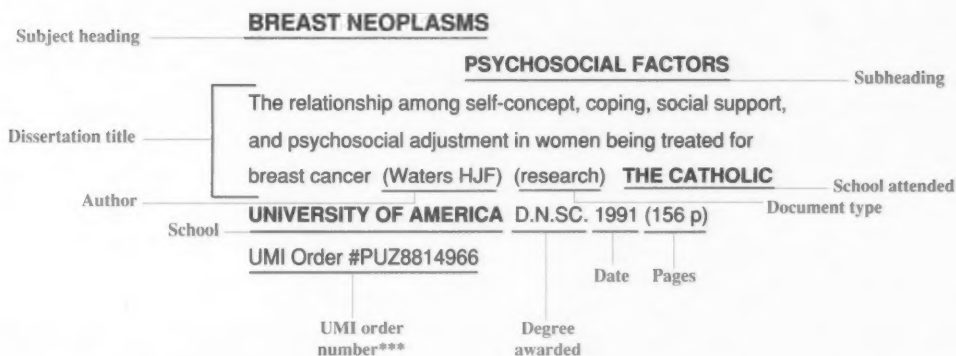 BREAST NEOPLASMS
Subject heading
PSYCHOSOCIAL FACTORS
Subheading
The relationship among self-concept, coping, social support,
Dissertation title
and psychosocial adjustment in women being treated for
breast cancer (Waters HJF) (research) THE CATHOLIC
School attended
Author
Document type
UNIVERSITY OF AMERICA D.N.SC. 1991 (156 p)
School
UMI Order #PUZ8814966
Date Pages
UMI order
number***
Degree
awarded